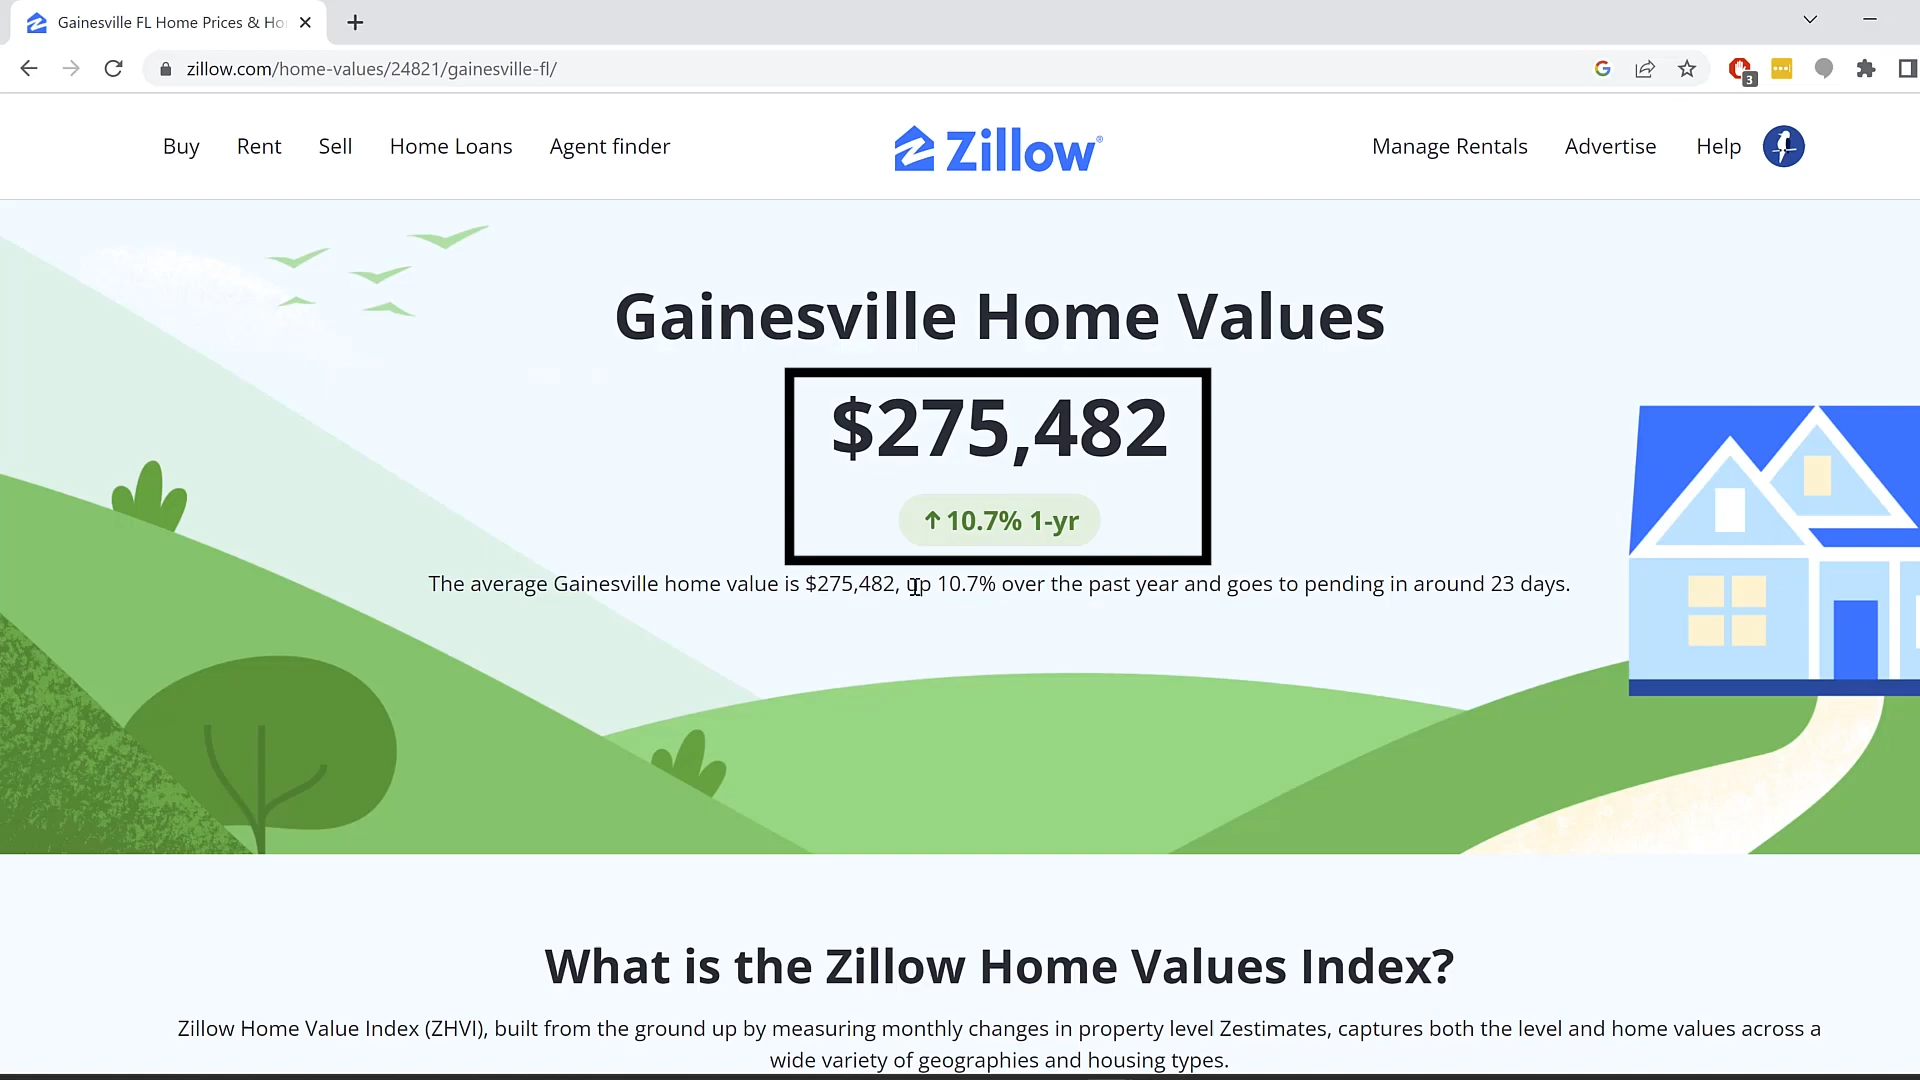 Gainesville FL Home Prices & Ho
zillow.com/home-values/24821/gainesville-fl/
3
Buy Rent Sell Home Loans Agent finder Zillow® Manage Rentals Advertise Help
Gainesville Home Values
$275,482
↑ 10.7% 1-yr
The average Gainesville home value is $275,482, up 10.7% over the past year and goes to pending in around 23 days.
What is the Zillow Home Values Index?
Zillow Home Value Index (ZHVI), built from the ground up by measuring monthly changes in property level Zestimates, captures both the level and home values across a
wide variety of geographies and housing types.